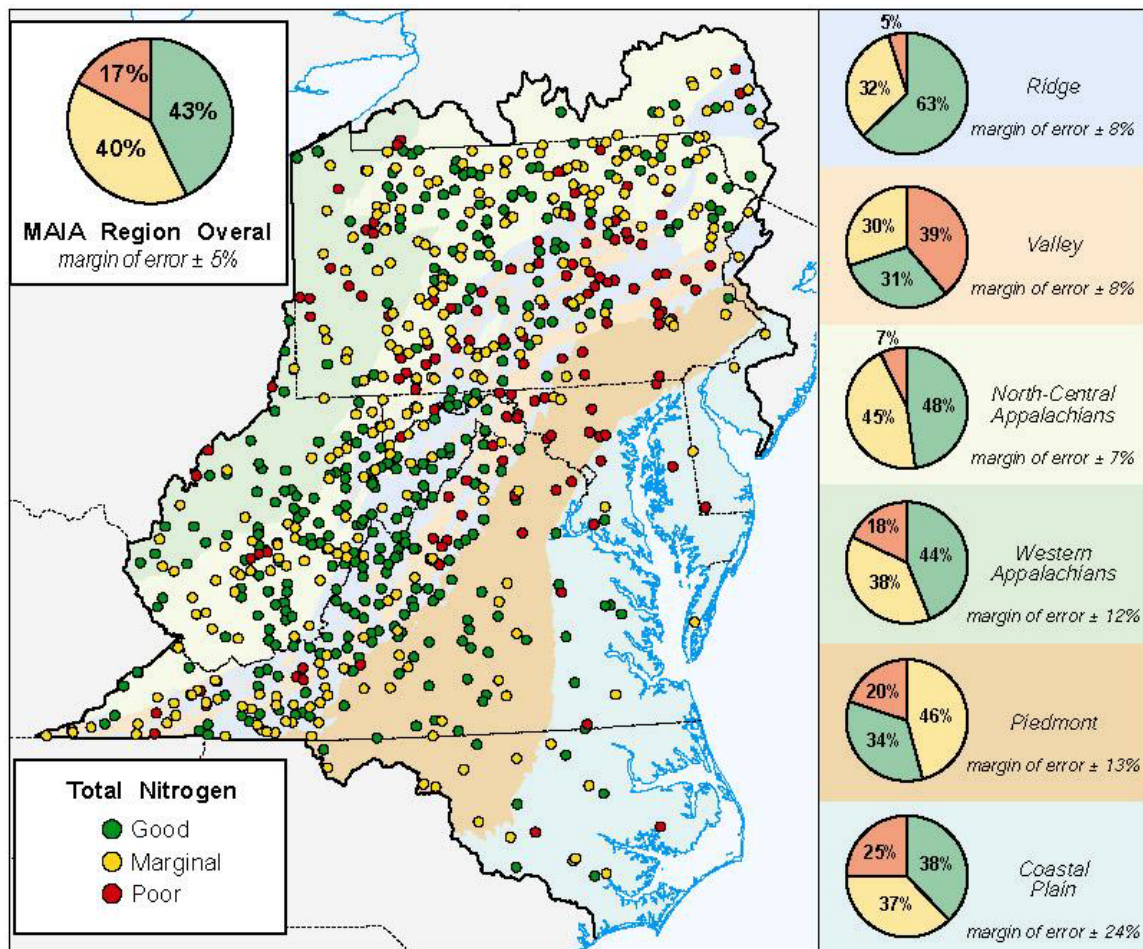 17%
43%
40%
MAIA Region Overal
margin of error ± 5%
Total Nitrogen
Good
Marginal
Poor
5%
32%
63%
Ridge
margin of error ± 8%
30%
39%
31%
Valley
margin of error ± 8%
7%
45%
48%
North-Central
Appalachians
margin of error ± 7%
18%
44%
38%
Western
Appalachians
margin of error ± 12%
20%
46%
34%
Piedmont
margin of error ± 13%
25%
38%
37%
Coastal
Plain
margin of error ± 24%